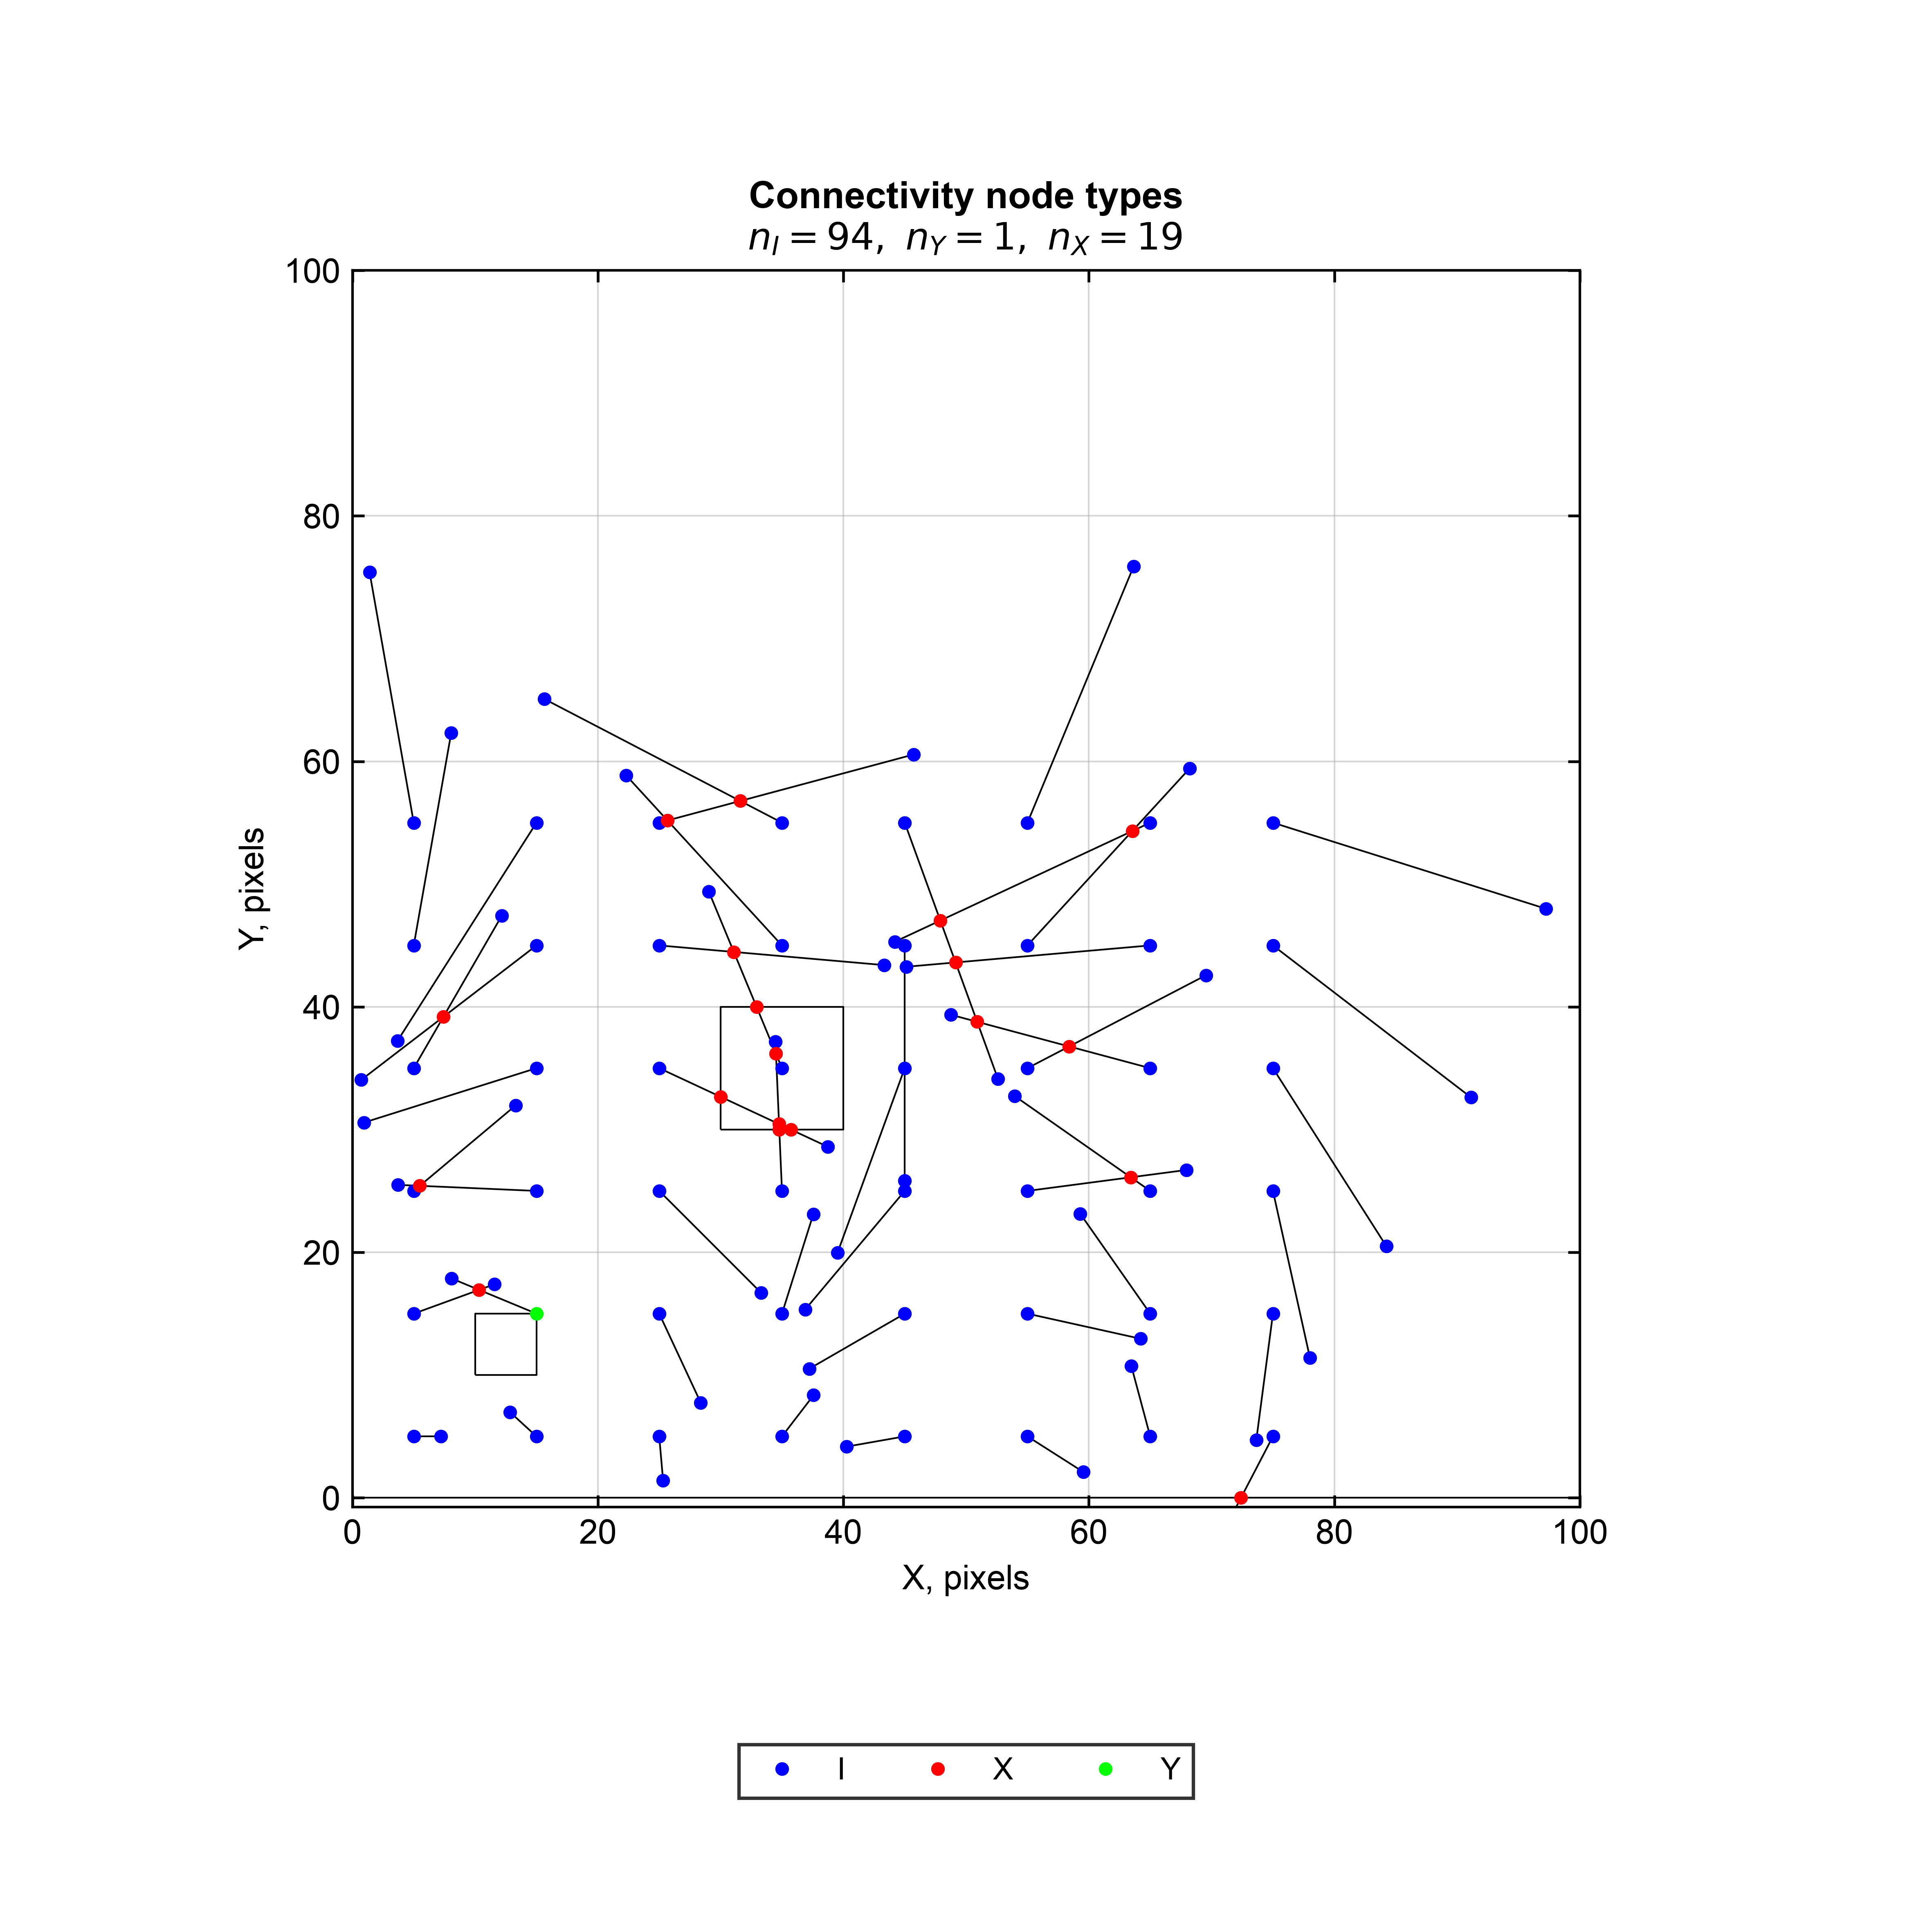 Connectivity node types
n_I = 94, n_Y = 1, n_X = 19
100
80
60
40
20
0
Y, pixels
0 20 40 60 80 100
X, pixels
I X Y